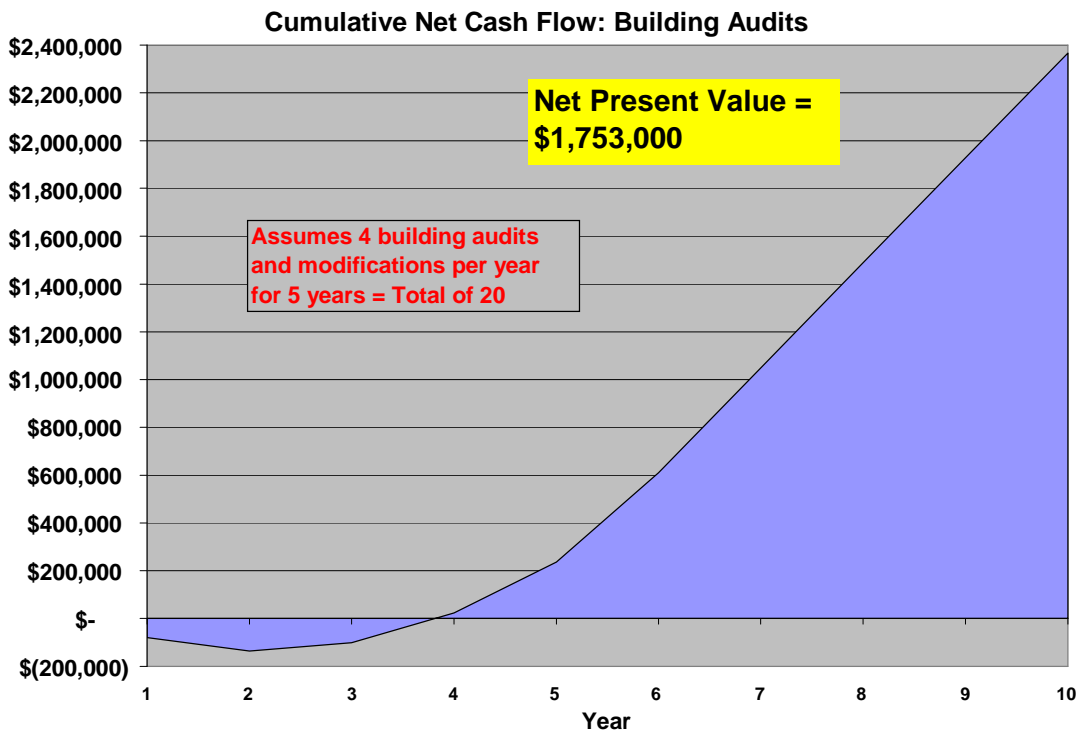 Cumulative Net Cash Flow: Building Audits
$2,400,000
$2,200,000
$2,000,000
$1,800,000
$1,600,000
$1,400,000
$1,200,000
$1,000,000
$800,000
$600,000
$400,000
$200,000
$-
$(200,000)
Net Present Value =
$1,753,000
Assumes 4 building audits
and modifications per year
for 5 years = Total of 20
1 2 3 4 5 6 7 8 9 10
Year